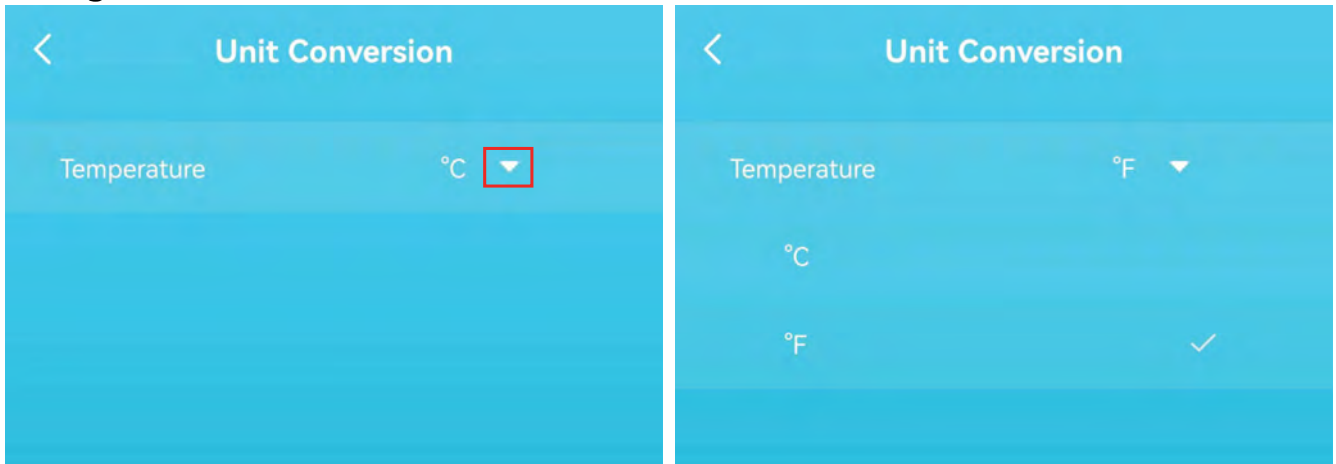 Unit Conversion
Temperature °C
Unit Conversion
Temperature °F
°C
°F